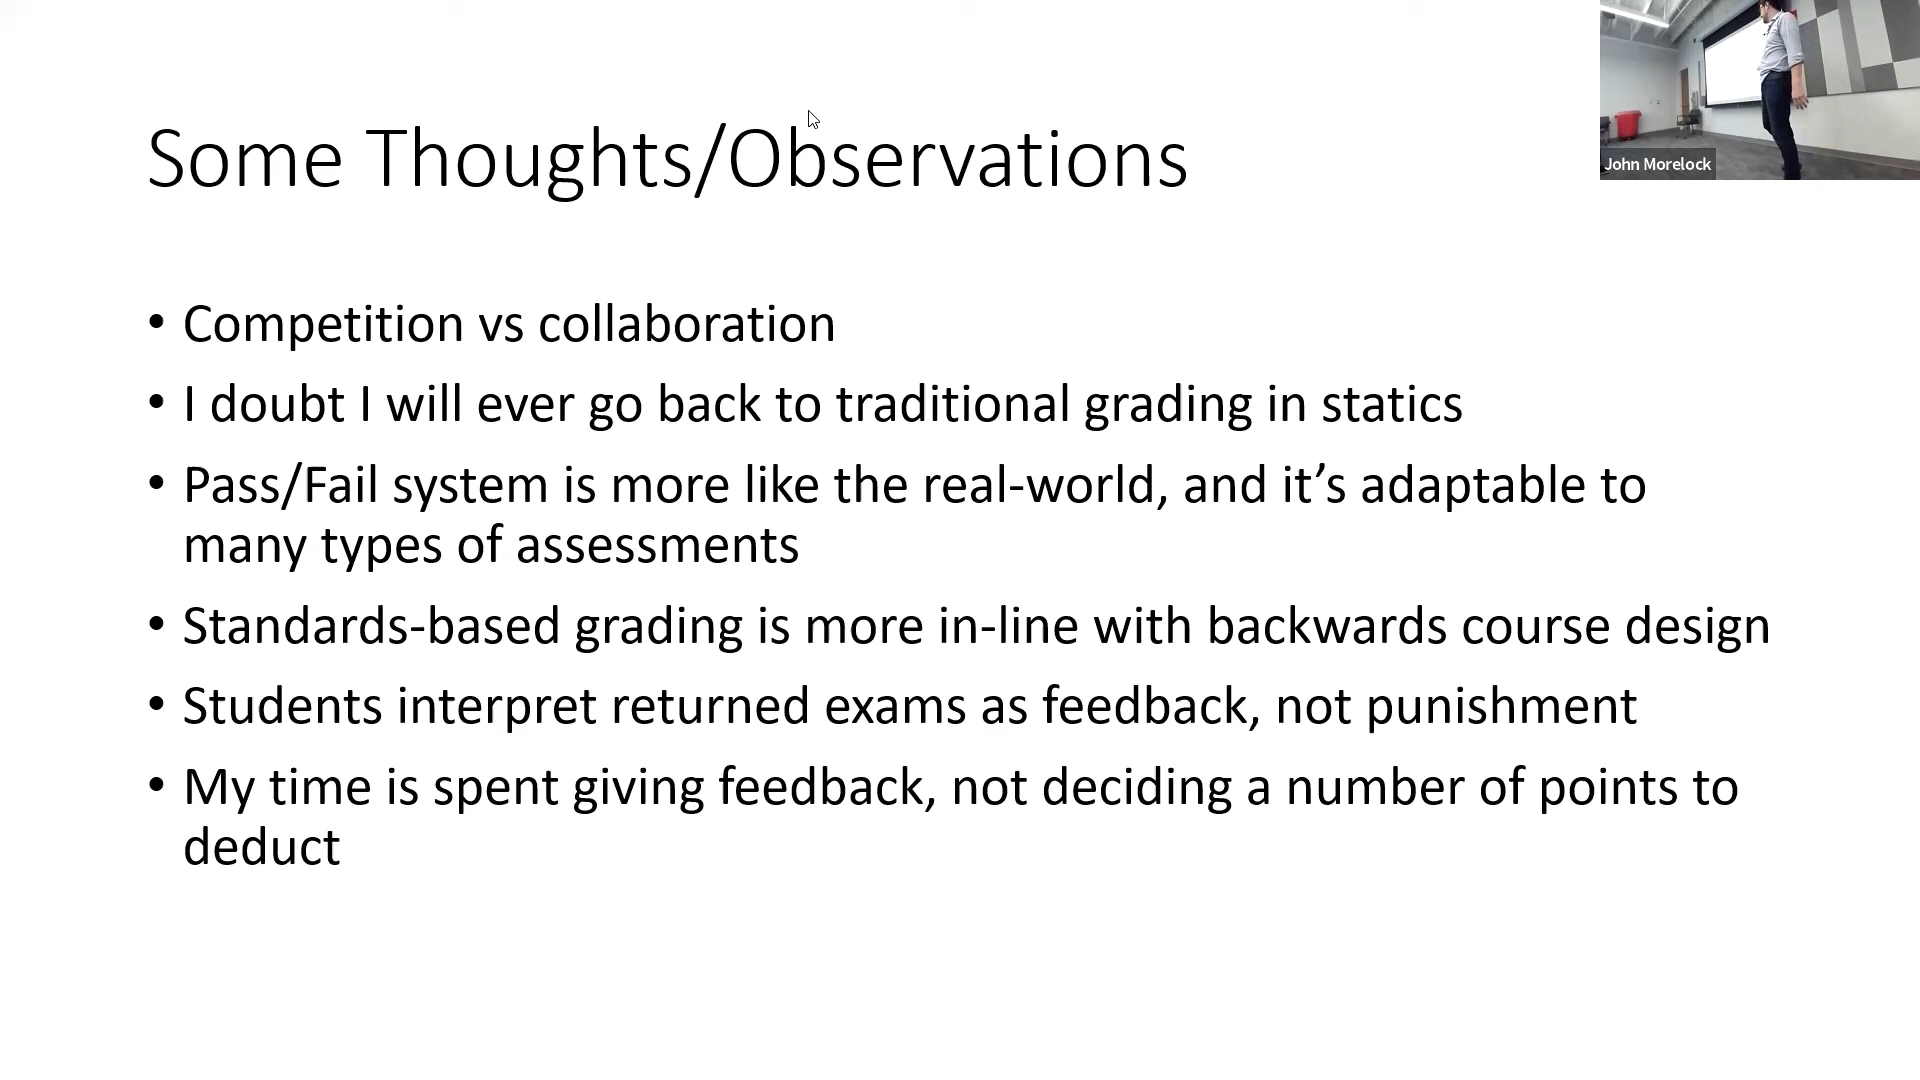 Some Thoughts/Observations
John Morelock
• Competition vs collaboration
• I doubt I will ever go back to traditional grading in statics
• Pass/Fail system is more like the real-world, and it’s adaptable to
many types of assessments
• Standards-based grading is more in-line with backwards course design
• Students interpret returned exams as feedback, not punishment
• My time is spent giving feedback, not deciding a number of points to
deduct